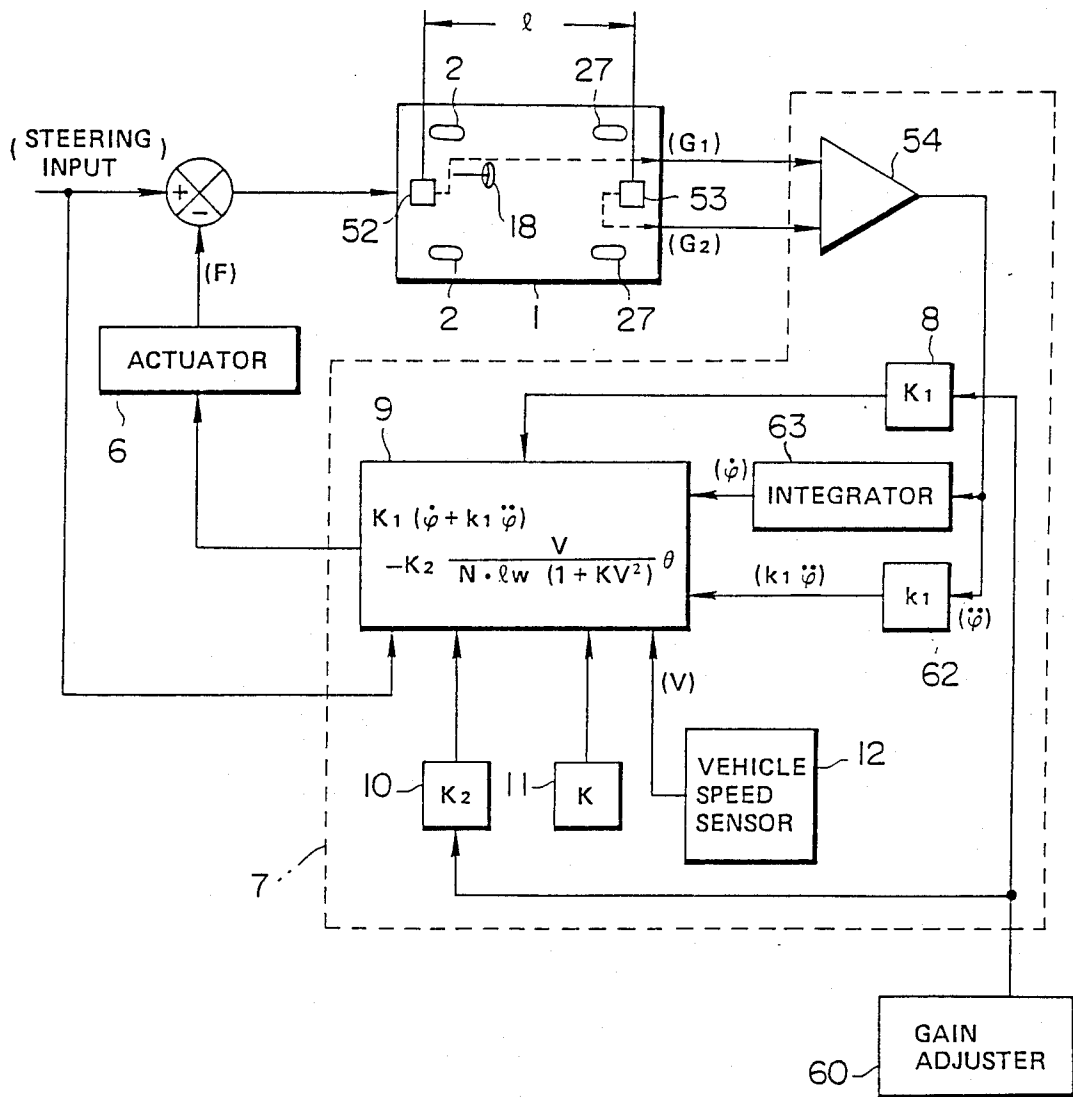 ℓ
2
27
(STEERING INPUT)
+
−
52
18
53
(G1)
(G2)
54
2
1
27
(F)
ACTUATOR
6
8
K1
9
63
(φ̇)
INTEGRATOR
K1 (φ̇ + k1 φ̈)
−K2 V / N • ℓw (1 + KV²) θ
(k1 φ̈)
k1
(φ̈)
62
(V)
10
K2
11
K
VEHICLE
SPEED
SENSOR
12
7
GAIN
ADJUSTER
60